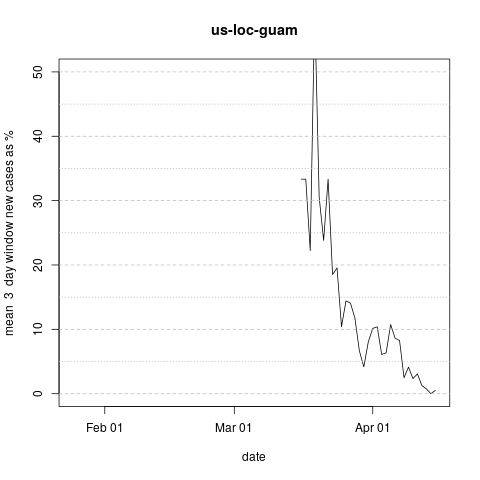 us-loc-guam
mean  3  day window new cases as %
50
40
30
20
10
0
Feb 01
Mar 01
Apr 01
date